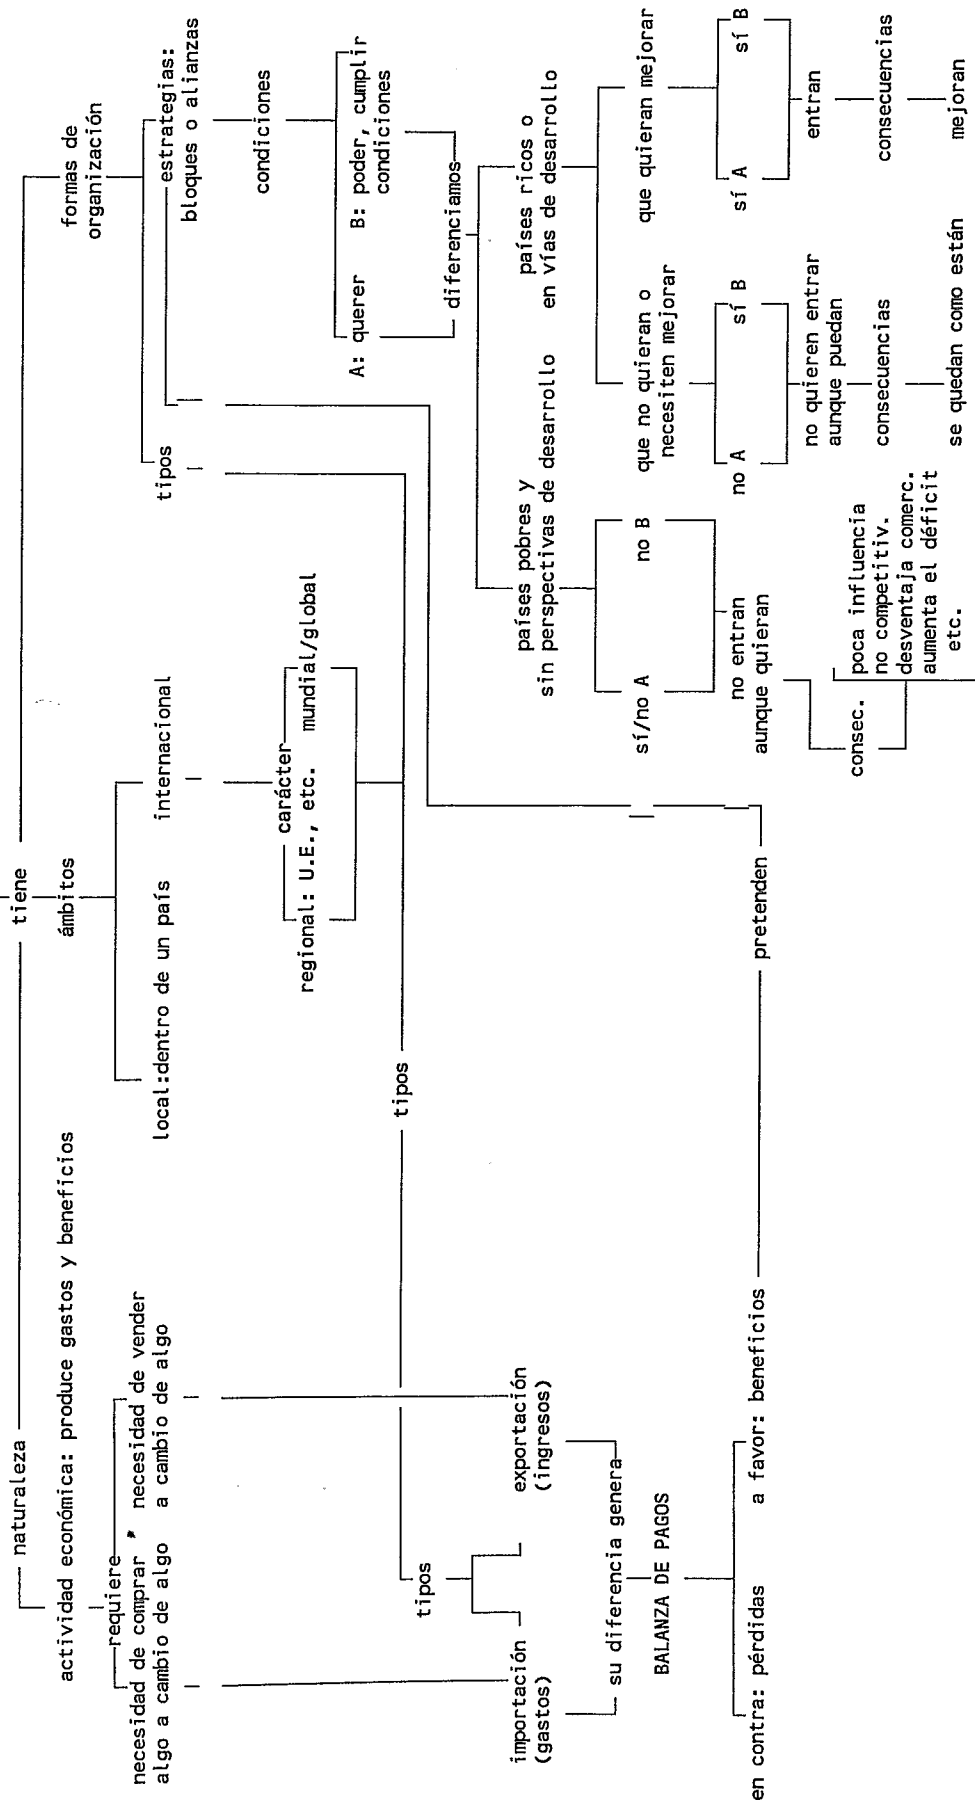 tiene
naturaleza
actividad económica: produce gastos y beneficios
requiere
necesidad de comprar
algo a cambio de algo
necesidad de vender
a cambio de algo
tipos
importación
(gastos)
exportación
(ingresos)
su diferencia genera
BALANZA DE PAGOS
en contra: pérdidas
a favor: beneficios
pretenden
ámbitos
local:dentro de un país
internacional
carácter
regional: U.E., etc.
mundial/global
tipos
formas de
organización
tipos
estrategias:
bloques o alianzas
condiciones
A: querer
B: poder, cumplir
condiciones
diferenciamos
países pobres y
sin perspectivas de desarrollo
sí/no A
no B
no entran
aunque quieran
consec.
poca influencia
no competitiv.
desventaja comerc.
aumenta el déficit
etc.
países ricos o
en vías de desarrollo
que no quieran o
necesiten mejorar
no A
sí B
no quieren entrar
aunque puedan
consecuencias
se quedan como están
que quieran mejorar
sí A
sí B
entran
consecuencias
mejoran